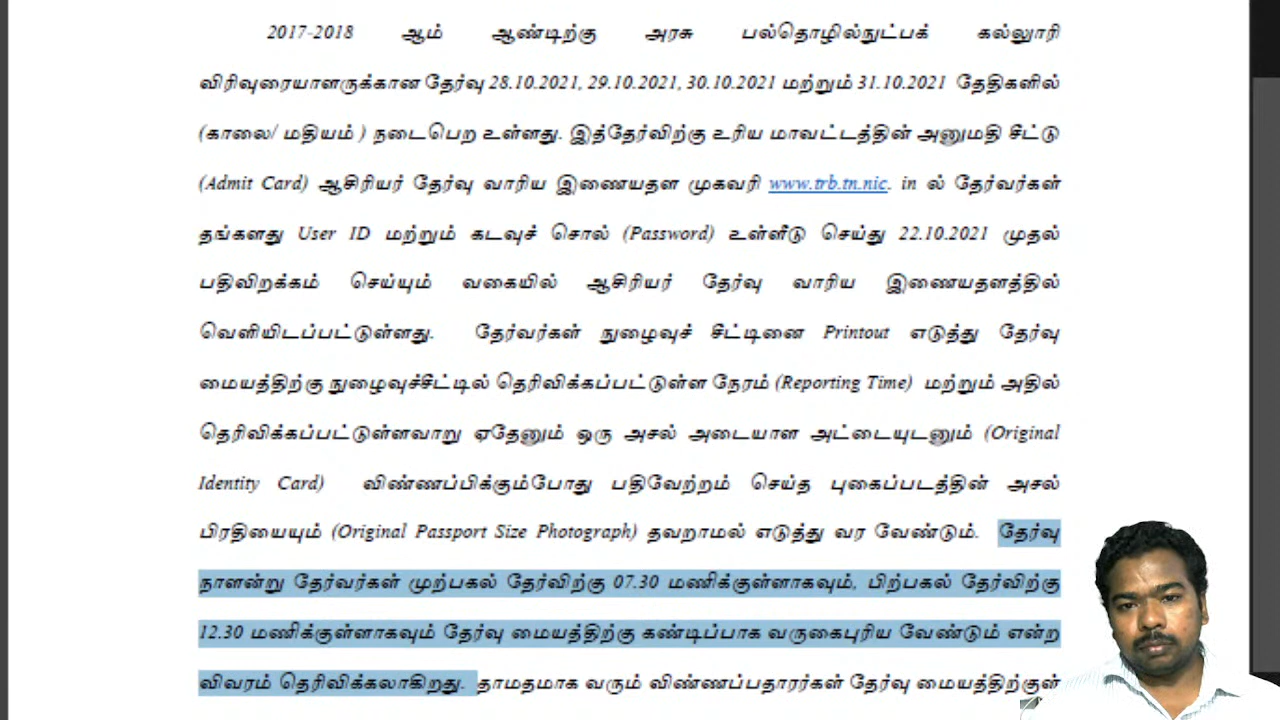 2017-2018 ஆம் ஆண்டிற்கு அரசு பல்தொழில்நுட்பக் கல்லூரி
விரிவுரையாளருக்கான தேர்வு 28.10.2021, 29.10.2021, 30.10.2021 மற்றும் 31.10.2021 தேதிகளில்
(காலை/ மதியம் ) நடைபெற உள்ளது. இத்தேர்விற்கு உரிய மாவட்டத்தின் அனுமதி சீட்டு
(Admit Card) ஆசிரியர் தேர்வு வாரிய இணையதள முகவரி www.trb.tn.nic. in ல் தேர்வர்கள்
தங்களது User ID மற்றும் கடவுச் சொல் (Password) உள்ளீடு செய்து 22.10.2021 முதல்
பதிவிறக்கம் செய்யும் வகையில் ஆசிரியர் தேர்வு வாரிய இணையதளத்தில்
வெளியிடப்பட்டுள்ளது. தேர்வர்கள் நுழைவுச் சீட்டினை Printout எடுத்து தேர்வு
மையத்திற்கு நுழைவுச்சீட்டில் தெரிவிக்கப்பட்டுள்ள நேரம் (Reporting Time) மற்றும் அதில்
தெரிவிக்கப்பட்டுள்ளவாறு ஏதேனும் ஒரு அசல் அடையாள அட்டையுடனும் (Original
Identity Card) விண்ணப்பிக்கும்போது பதிவேற்றம் செய்த புகைப்படத்தின் அசல்
பிரதியையும் (Original Passport Size Photograph) தவறாமல் எடுத்து வர வேண்டும். தேர்வு
நாளன்று தேர்வர்கள் முற்பகல் தேர்விற்கு 07.30 மணிக்குள்ளாகவும், பிற்பகல் தேர்விற்கு
12.30 மணிக்குள்ளாகவும் தேர்வு மையத்திற்கு கண்டிப்பாக வருகைபுரிய வேண்டும் என்ற
விவரம் தெரிவிக்கலாகிறது. தாமதமாக வரும் விண்ணப்பதாரர்கள் தேர்வு மையத்திற்குள்